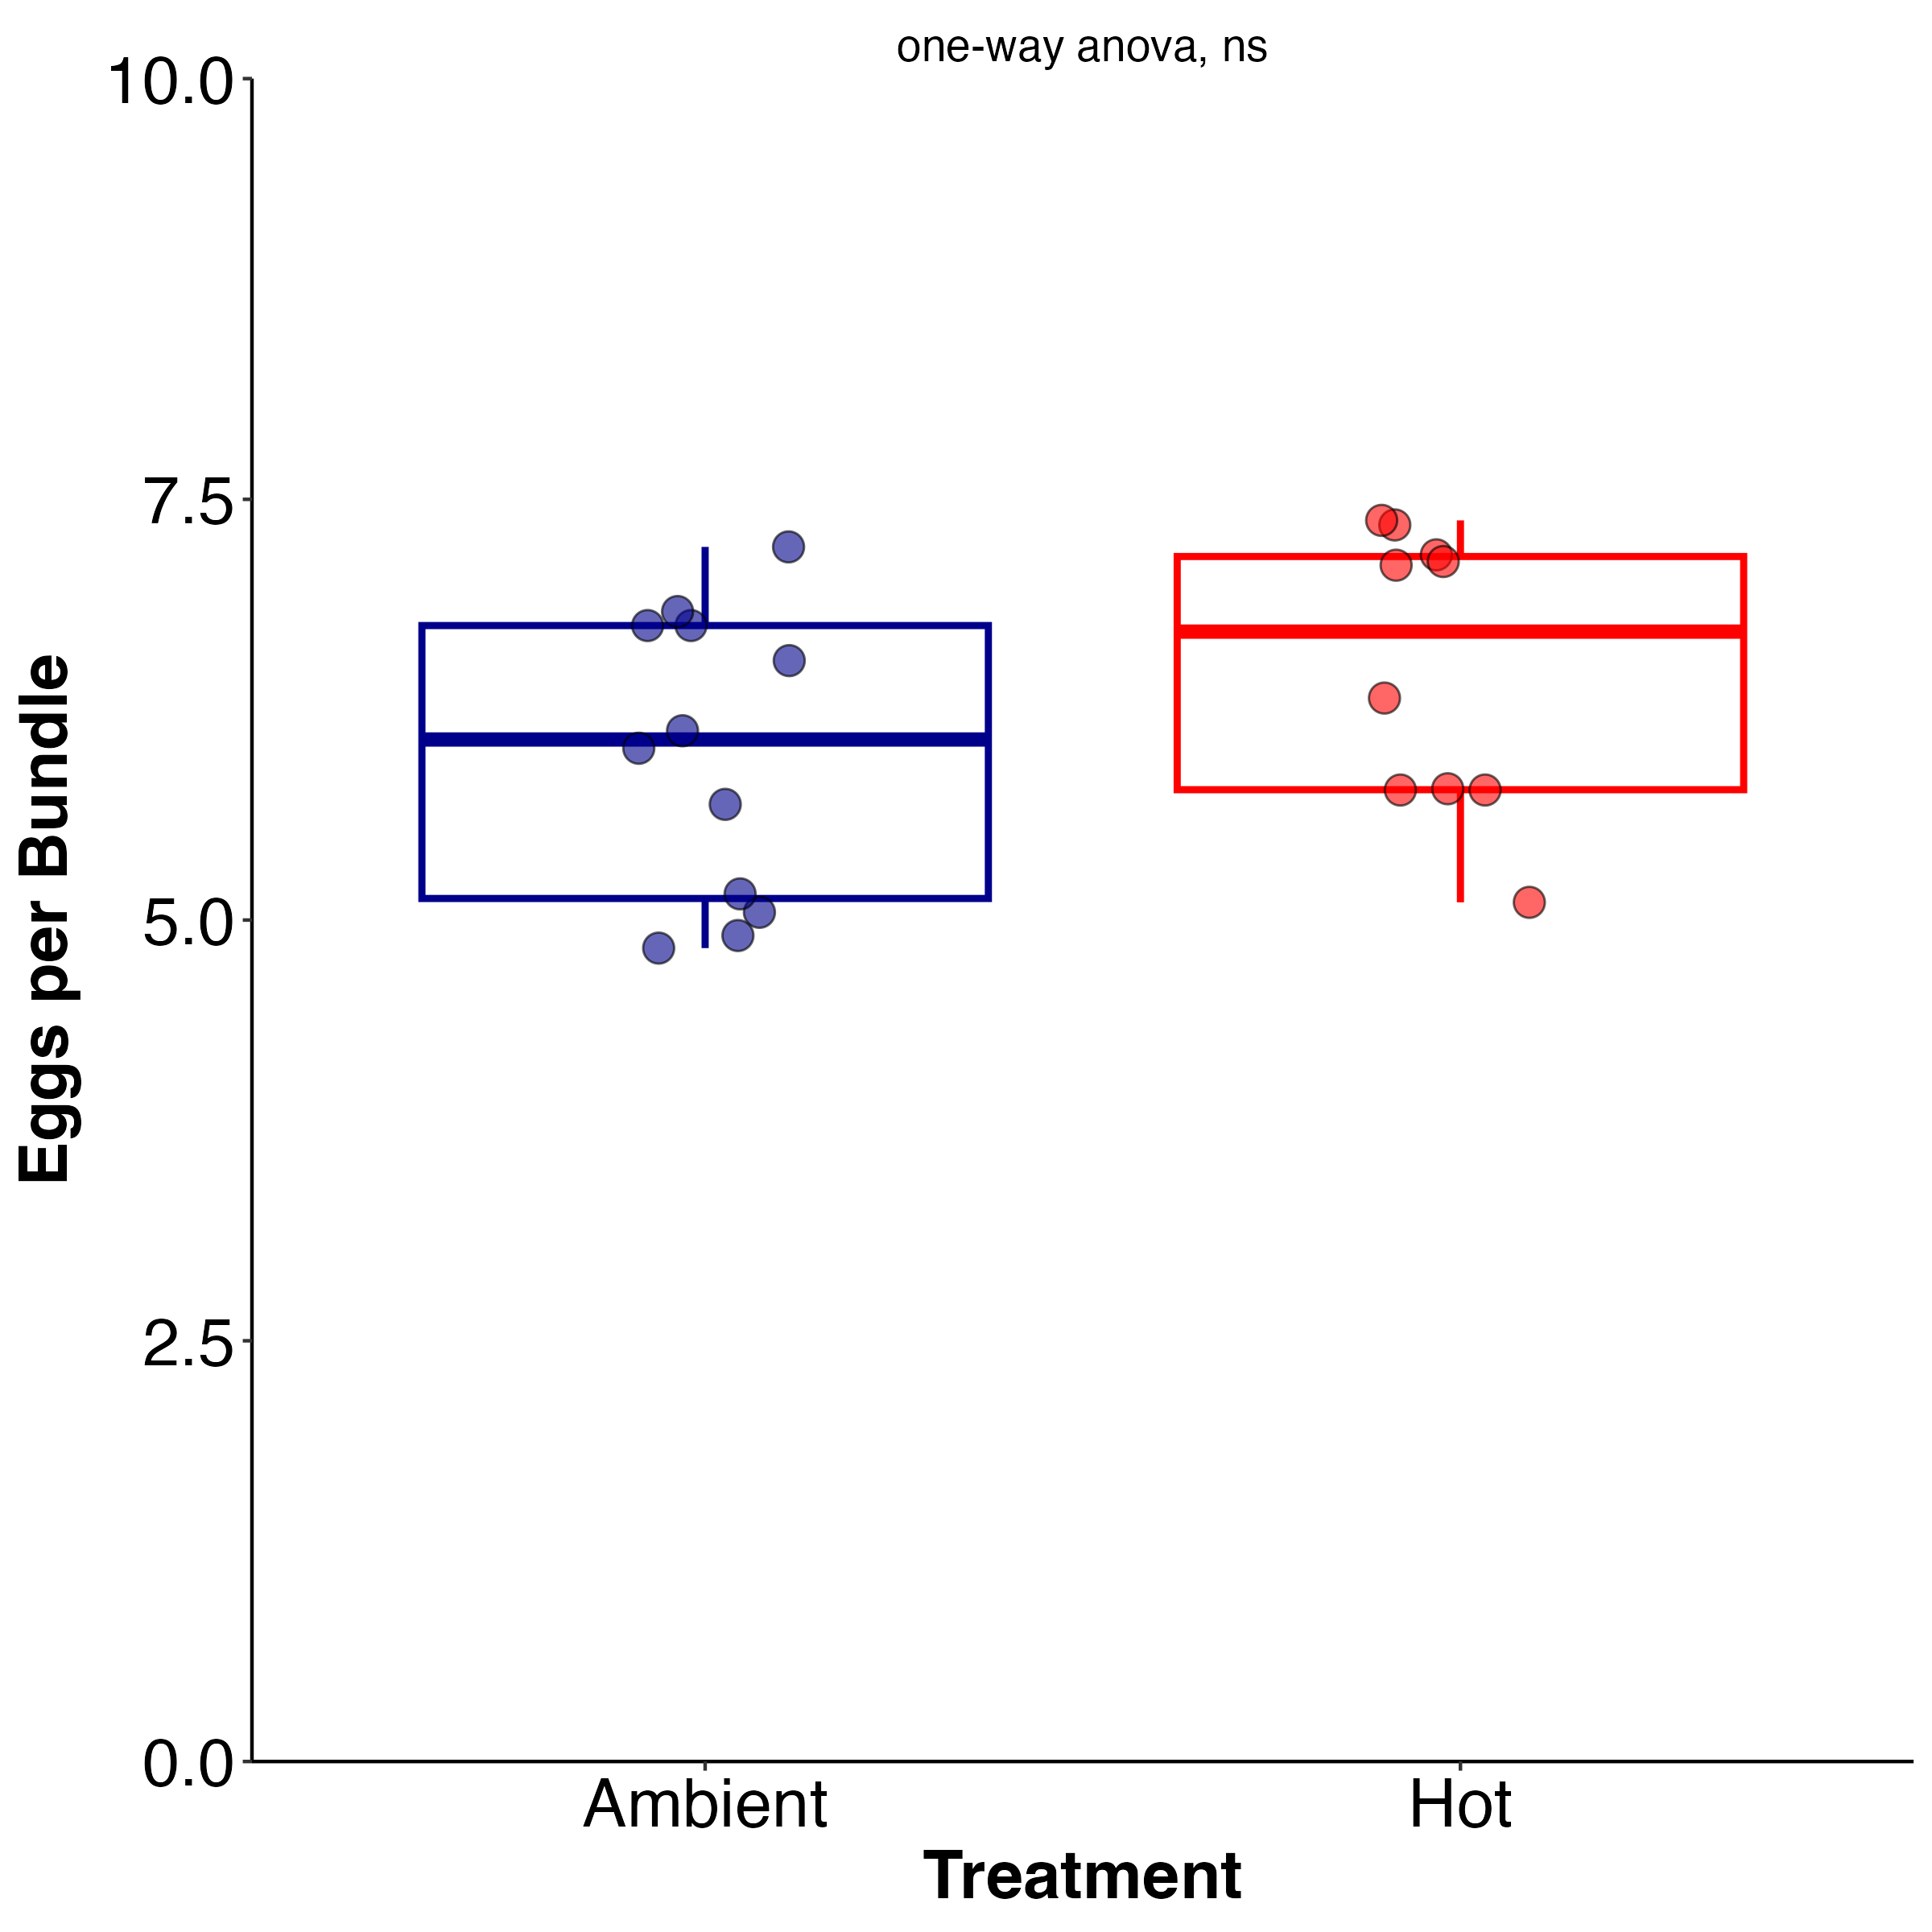 one-way anova, ns
10.0
7.5
5.0
2.5
0.0
Eggs per Bundle
Ambient
Hot
Treatment